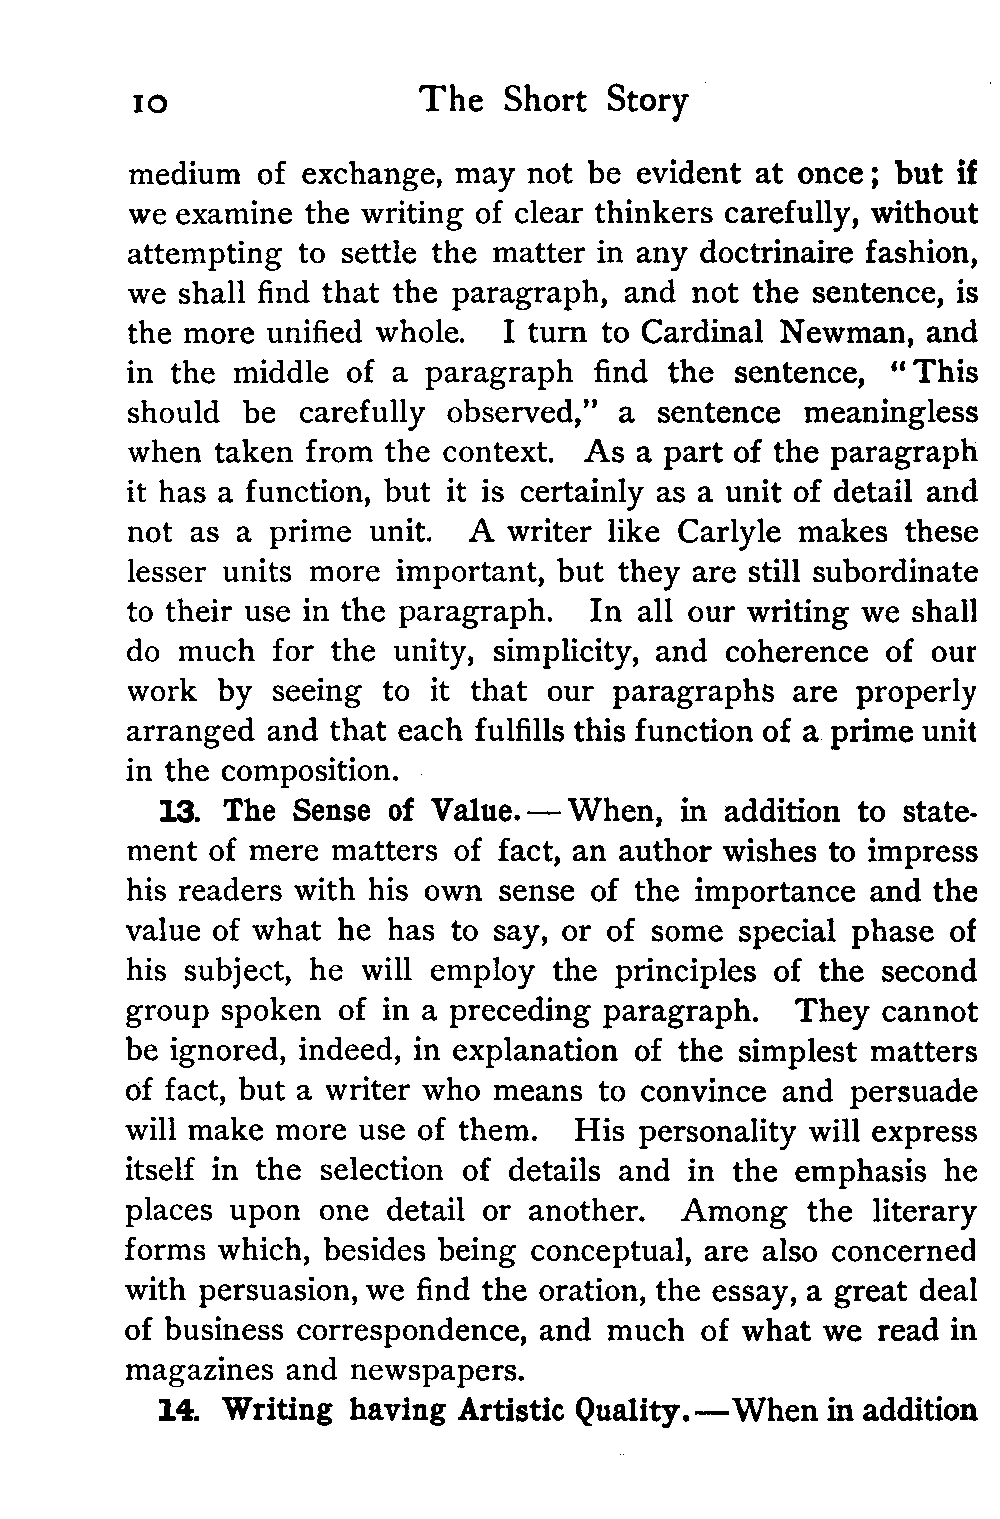 10 The Short Story
medium of exchange, may not be evident at once; but if
we examine the writing of clear thinkers carefully, without
attempting to settle the matter in any doctrinaire fashion,
we shall find that the paragraph, and not the sentence, is
the more unified whole. I turn to Cardinal Newman, and
in the middle of a paragraph find the sentence, "This
should be carefully observed," a sentence meaningless
when taken from the context. As a part of the paragraph
it has a function, but it is certainly as a unit of detail and
not as a prime unit. A writer like Carlyle makes these
lesser units more important, but they are still subordinate
to their use in the paragraph. In all our writing we shall
do much for the unity, simplicity, and coherence of our
work by seeing to it that our paragraphs are properly
arranged and that each fulfills this function of a prime unit
in the composition.
13. The Sense of Value.—When, in addition to state-
ment of mere matters of fact, an author wishes to impress
his readers with his own sense of the importance and the
value of what he has to say, or of some special phase of
his subject, he will employ the principles of the second
group spoken of in a preceding paragraph. They cannot
be ignored, indeed, in explanation of the simplest matters
of fact, but a writer who means to convince and persuade
will make more use of them. His personality will express
itself in the selection of details and in the emphasis he
places upon one detail or another. Among the literary
forms which, besides being conceptual, are also concerned
with persuasion, we find the oration, the essay, a great deal
of business correspondence, and much of what we read in
magazines and newspapers.
14. Writing having Artistic Quality.—When in addition